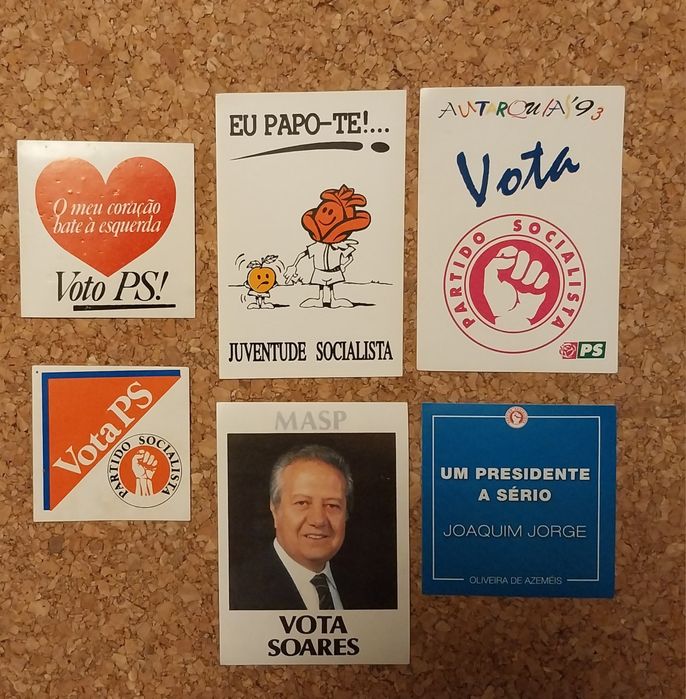 O meu coração
bate à esquerda
Voto PS!
EU PAPO-TE!...
JUVENTUDE SOCIALISTA
AUTARQUIAS'93
Vota
PARTIDO SOCIALISTA
PS
Vota PS
PARTIDO SOCIALISTA
MASP
VOTA
SOARES
UM PRESIDENTE
A SÉRIO
JOAQUIM JORGE
OLIVEIRA DE AZEMÉIS